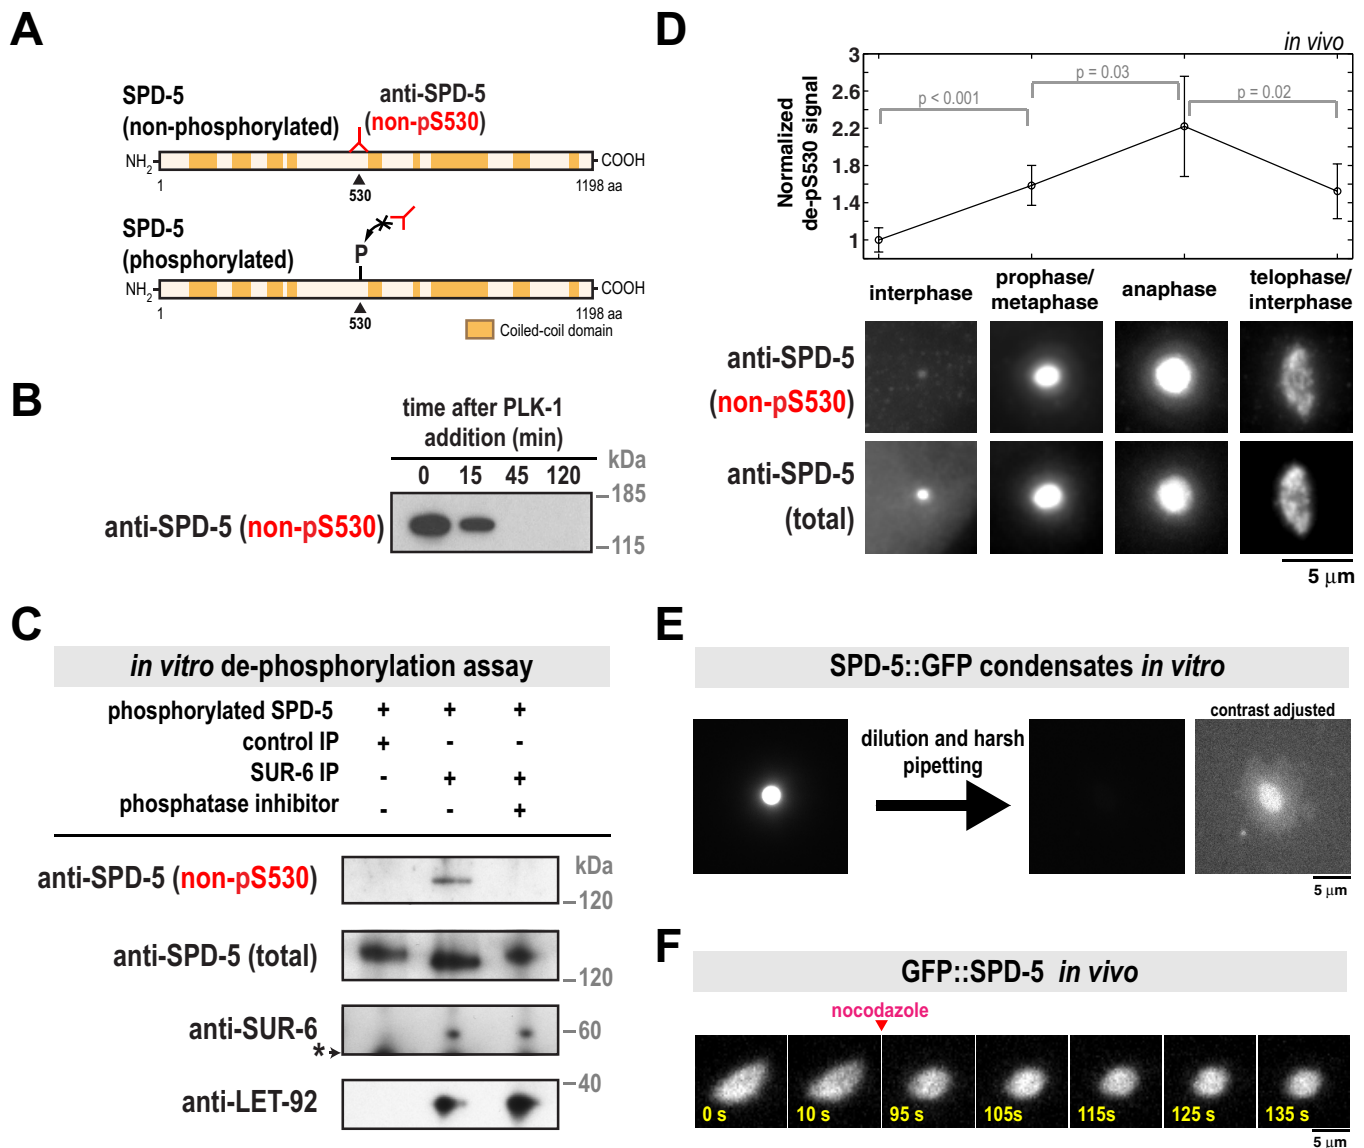 A
SPD-5
(non-phosphorylated)
anti-SPD-5
(non-pS530)
NH2
COOH
1
530
1198 aa
SPD-5
(phosphorylated)
P
NH2
COOH
1
530
1198 aa
Coiled-coil domain
B
time after PLK-1
addition (min)
0 15 45 120
kDa
185
115
anti-SPD-5 (non-pS530)
C
in vitro de-phosphorylation assay
phosphorylated SPD-5 + + +
control IP + - -
SUR-6 IP - + +
phosphatase inhibitor - - +
anti-SPD-5 (non-pS530)
kDa
120
anti-SPD-5 (total)
120
anti-SUR-6
60
*
anti-LET-92
40
D
in vivo
Normalized
de-pS530 signal
3
2.6
2.2
1.8
1.4
1
p < 0.001
p = 0.03
p = 0.02
interphase
prophase/
metaphase
anaphase
telophase/
interphase
anti-SPD-5
(non-pS530)
anti-SPD-5
(total)
5 μm
E
SPD-5::GFP condensates in vitro
dilution and harsh
pipetting
contrast adjusted
5 μm
F
GFP::SPD-5 in vivo
nocodazole
0 s
10 s
95 s
105s
115s
125 s
135 s
5 μm